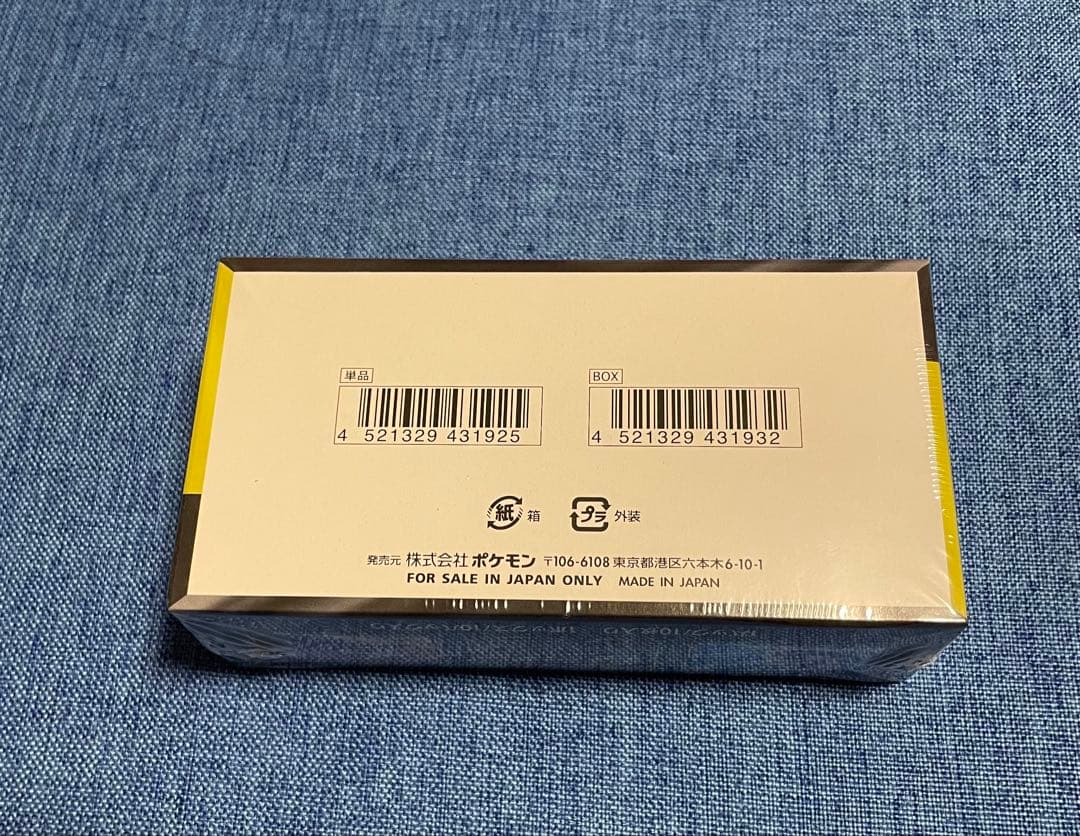 単品
4 521329 431925
BOX
4 521329 431932
紙 箱
プラ 外装
発売元 株式会社 ポケモン 〒106-6108 東京都港区六本木6-10-1
FOR SALE IN JAPAN ONLY MADE IN JAPAN